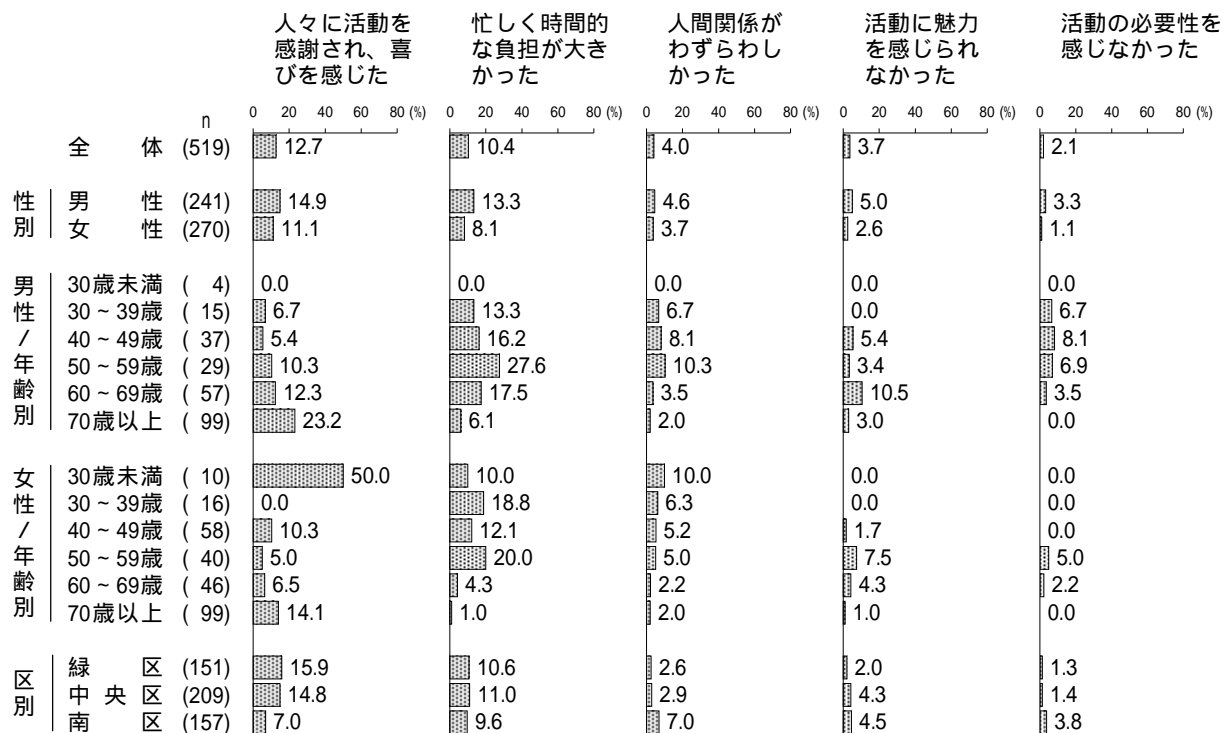 人々に活動を感謝され、喜びを感じた 忙しく時間的な負担が大きかった 人間関係がわずらわしかった 活動に魅力を感じられなかった 活動の必要性を感じなかった
n
0 20 40 60 80 (%) 0 20 40 60 80 (%) 0 20 40 60 80 (%) 0 20 40 60 80 (%) 0 20 40 60 80 (%)
全体 (519) 12.7 10.4 4.0 3.7 2.1
性別
男性 (241) 14.9 13.3 4.6 5.0 3.3
女性 (270) 11.1 8.1 3.7 2.6 1.1
男性/年齢別
30歳未満 ( 4) 0.0 0.0 0.0 0.0 0.0
30~39歳 ( 15) 6.7 13.3 6.7 0.0 6.7
40~49歳 ( 37) 5.4 16.2 8.1 5.4 8.1
50~59歳 ( 29) 10.3 27.6 10.3 3.4 6.9
60~69歳 ( 57) 12.3 17.5 3.5 10.5 3.5
70歳以上 ( 99) 23.2 6.1 2.0 3.0 0.0
女性/年齢別
30歳未満 ( 10) 50.0 10.0 10.0 0.0 0.0
30~39歳 ( 16) 0.0 18.8 6.3 0.0 0.0
40~49歳 ( 58) 10.3 12.1 5.2 1.7 0.0
50~59歳 ( 40) 5.0 20.0 5.0 7.5 5.0
60~69歳 ( 46) 6.5 4.3 2.2 4.3 2.2
70歳以上 ( 99) 14.1 1.0 2.0 1.0 0.0
区別
緑区 (151) 15.9 10.6 2.6 2.0 1.3
中央区 (209) 14.8 11.0 2.9 4.3 1.4
南区 (157) 7.0 9.6 7.0 4.5 3.8